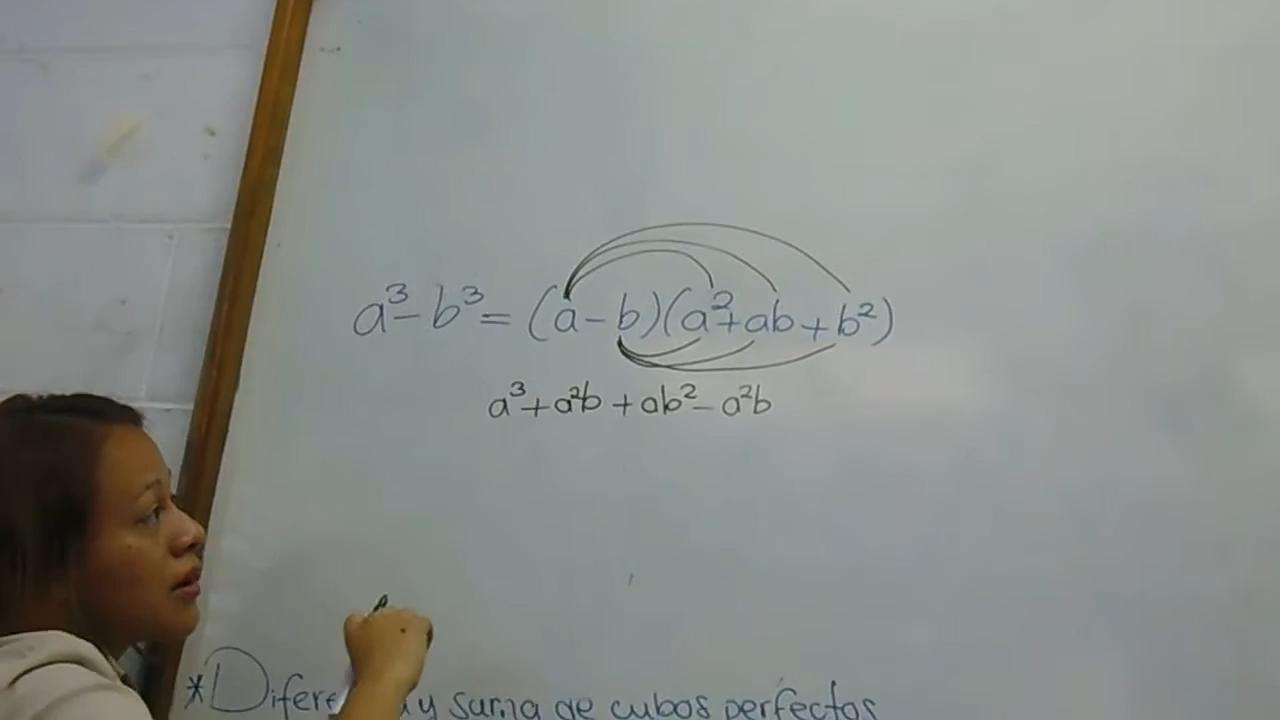 a³-b³=(a-b)(a²+ab+b²)
a³+a²b+ab²-a²b
y suma de cubos perfectos